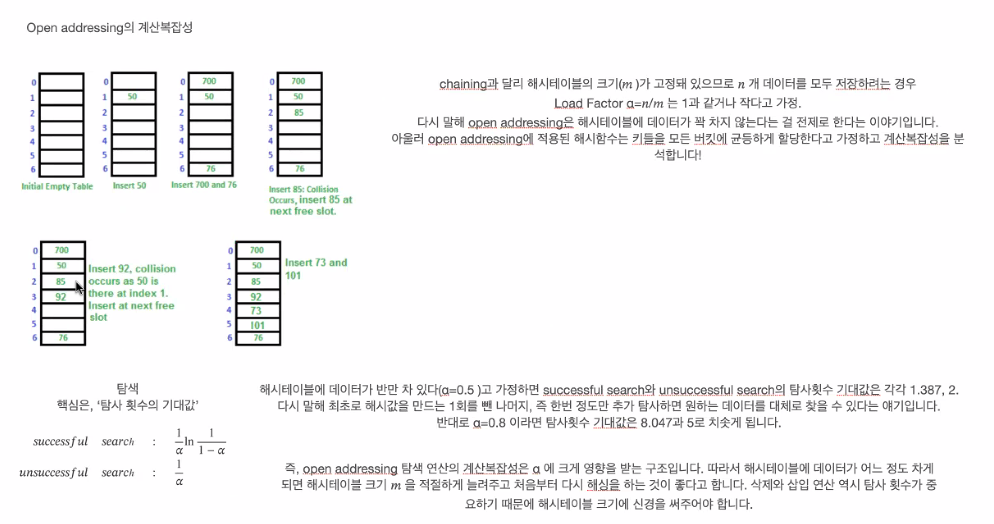 Open addressing의 계산복잡성
0
1
2
3
4
5
6
Initial Empty Table
0
1 50
2
3
4
5
6
Insert 50
0 700
1 50
2
3
4
5
6 76
Insert 700 and 76
0 700
1 50
2 85
3
4
5
6 76
Insert 85: Collision
Occurs, insert 85 at
next free slot.
chaining과 달리 해시테이블의 크기(m)가 고정돼 있으므로 n 개 데이터를 모두 저장하려는 경우
Load Factor α=n/m 는 1과 같거나 작다고 가정.
다시 말해 open addressing은 해시테이블에 데이터가 꽉 차지 않는다는 걸 전제로 한다는 이야기입니다.
아울러 open addressing에 적용된 해시함수는 키들을 모든 버킷에 균등하게 할당한다고 가정하고 계산복잡성을 분
석합니다!
0 700
1 50
2 85
3 92
4
5
6 76
Insert 92, collision
occurs as 50 is
there at index 1.
Insert at next free
slot
0 700
1 50
2 85
3 92
4 73
5 101
6 76
Insert 73 and
101
탐색
핵심은, ‘탐사 횟수의 기대값’
successful search : 1/α ln 1/(1 − α)
unsuccessful search : 1/α
해시테이블에 데이터가 반만 차 있다(α=0.5 )고 가정하면 successful search와 unsuccessful search의 탐사횟수 기대값은 각각 1.387, 2.
다시 말해 최초로 해시값을 만드는 1회를 뺀 나머지, 즉 한번 정도만 추가 탐사하면 원하는 데이터를 대체로 찾을 수 있다는 얘기입니다.
반대로 α=0.8 이라면 탐사횟수 기대값은 8.047과 5로 치솟게 됩니다.
즉, open addressing 탐색 연산의 계산복잡성은 α 에 크게 영향을 받는 구조입니다. 따라서 해시테이블에 데이터가 어느 정도 차게
되면 해시테이블 크기 m 을 적절하게 늘려주고 처음부터 다시 해싱을 하는 것이 좋다고 합니다. 삭제와 삽입 연산 역시 탐사 횟수가 중
요하기 때문에 해시테이블 크기에 신경을 써주어야 합니다.